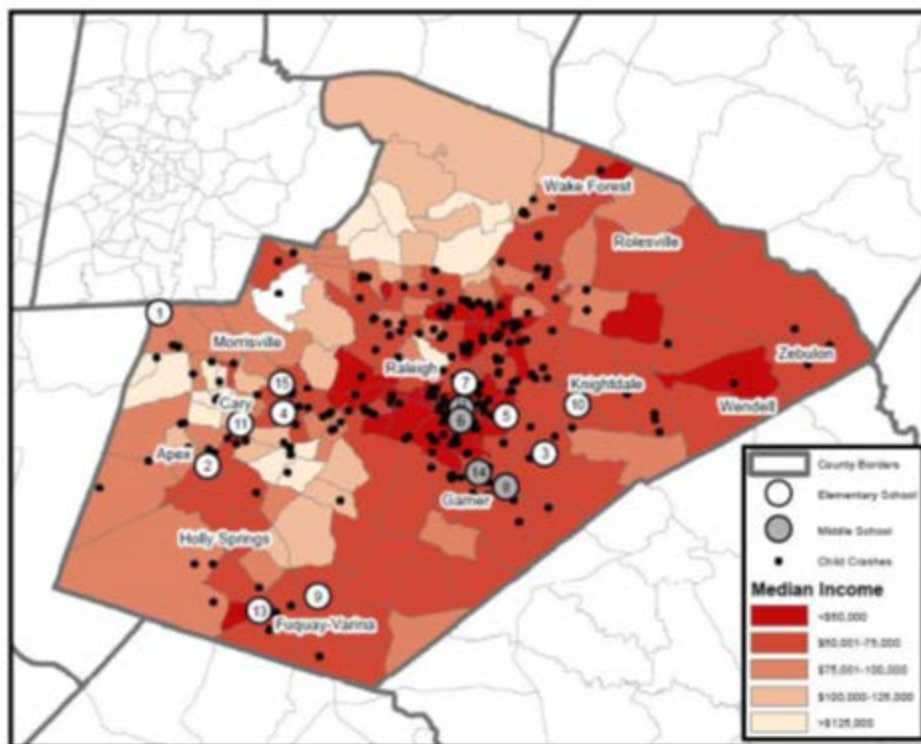 Wake Forest
Rolesville
1
Morrisville
Zebulon
Raleigh
15
7
Knightdale
Cary
4
10
Wendell
11
6
5
Apex
2
3
14
8
Garner
Holly Springs
9
13
Fuquay-Varina
County Borders
Elementary School
Middle School
Child Crashes
Median Income
<$50,000
$50,001-75,000
$75,001-100,000
$100,000-125,000
>$125,000